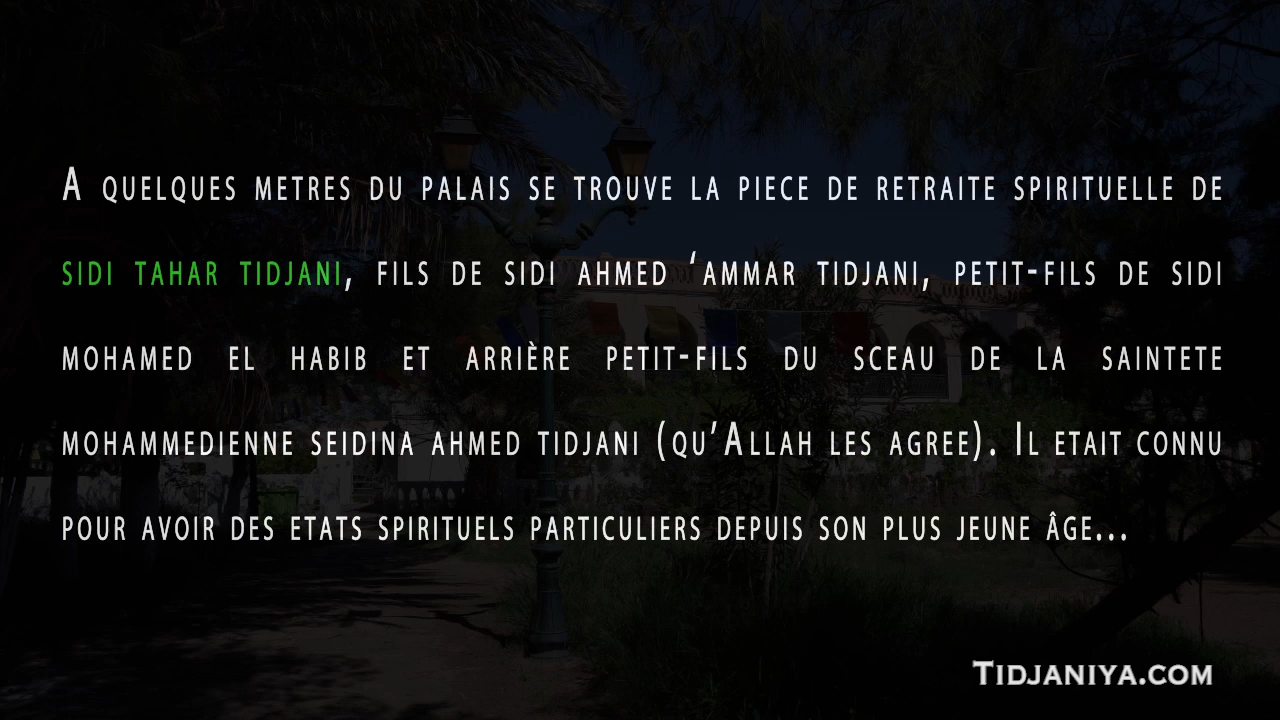 A QUELQUES METRES DU PALAIS SE TROUVE LA PIECE DE RETRAITE SPIRITUELLE DE
SIDI TAHAR TIDJANI, FILS DE SIDI AHMED ‘AMMAR TIDJANI, PETIT-FILS DE SIDI
MOHAMED EL HABIB ET ARRIÈRE PETIT-FILS DU SCEAU DE LA SAINTETE
MOHAMMEDIENNE SEIDINA AHMED TIDJANI (QU’ALLAH LES AGREE). IL ETAIT CONNU
POUR AVOIR DES ETATS SPIRITUELS PARTICULIERS DEPUIS SON PLUS JEUNE ÂGE...
TIDJANIYA.COM